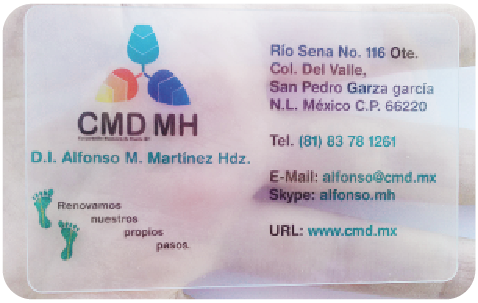 CMD MH
D.I. Alfonso M. Martínez Hdz.
Renovamos
nuestros
propios
pasos.
Río Sena No. 116 Ote.
Col. Del Valle,
San Pedro Garza garcía
N.L. México C.P. 66220
Tel. (81) 83 78 1261
E-Mail: alfonso@cmd.mx
Skype: alfonso.mh
URL: www.cmd.mx